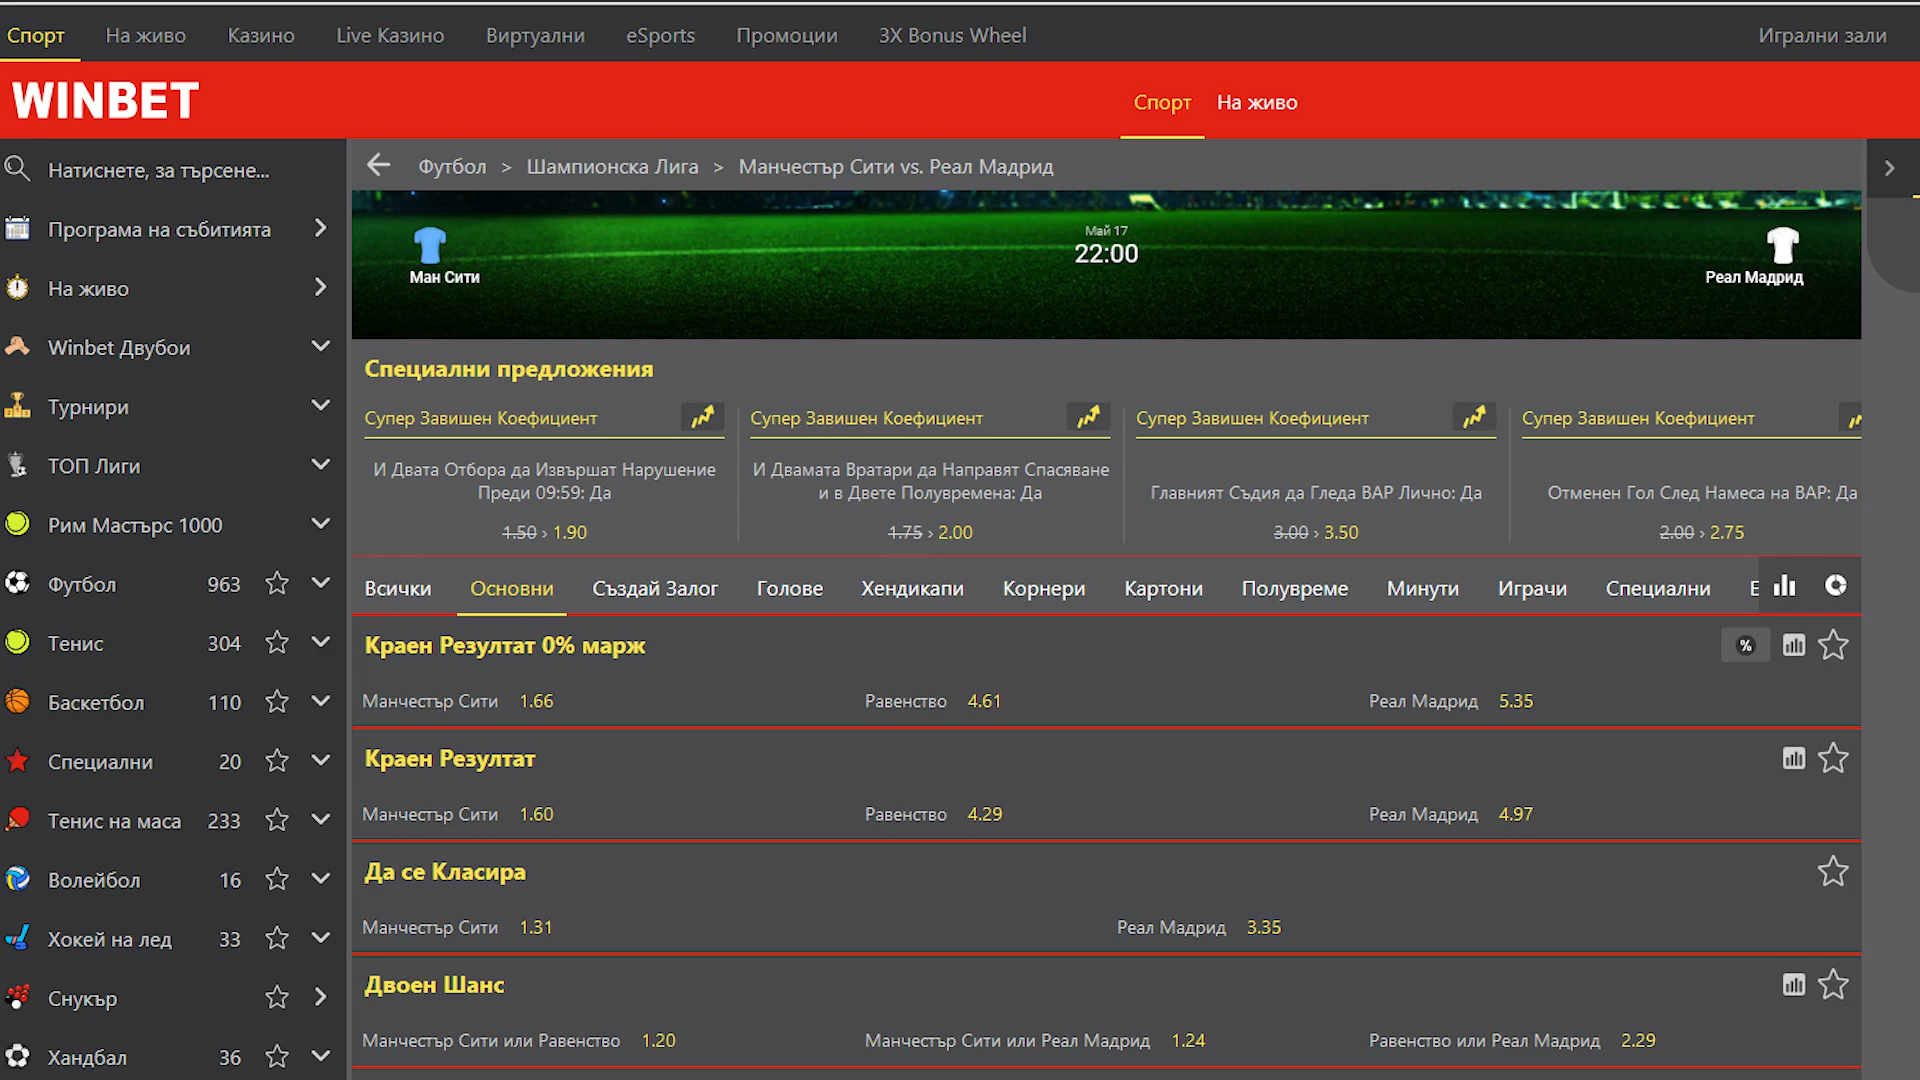 Спорт На живо Казино Live Казино Виртуални eSports Промоции 3X Bonus Wheel Игрални зали
WINBET
Спорт На живо
Натиснете, за търсене...
Програма на събитията
На живо
Winbet Двубои
Турнири
ТОП Лиги
Рим Мастърс 1000
Футбол 963
Тенис 304
Баскетбол 110
Специални 20
Тенис на маса 233
Волейбол 16
Хокей на лед 33
Снукър
Хандбал 36
Футбол > Шампионска Лига > Манчестър Сити vs. Реал Мадрид
Май 17
22:00
Ман Сити
Реал Мадрид
Специални предложения
Супер Завишен Коефициент
И Двата Отбора да Извършат Нарушение
Преди 09:59: Да
1.50 › 1.90
Супер Завишен Коефициент
И Двамата Вратари да Направят Спасяване
и в Двете Полувремена: Да
1.75 › 2.00
Супер Завишен Коефициент
Главният Съдия да Гледа ВАР Лично: Да
3.00 › 3.50
Супер Завишен Коефициент
Отменен Гол След Намеса на ВАР: Да
2.00 › 2.75
Всички Основни Създай Залог Голове Хендикапи Корнери Картони Полувреме Минути Играчи Специални
Краен Резултат 0% марж
%
Манчестър Сити 1.66 Равенство 4.61 Реал Мадрид 5.35
Краен Резултат
Манчестър Сити 1.60 Равенство 4.29 Реал Мадрид 4.97
Да се Класира
Манчестър Сити 1.31 Реал Мадрид 3.35
Двоен Шанс
Манчестър Сити или Равенство 1.20 Манчестър Сити или Реал Мадрид 1.24 Равенство или Реал Мадрид 2.29